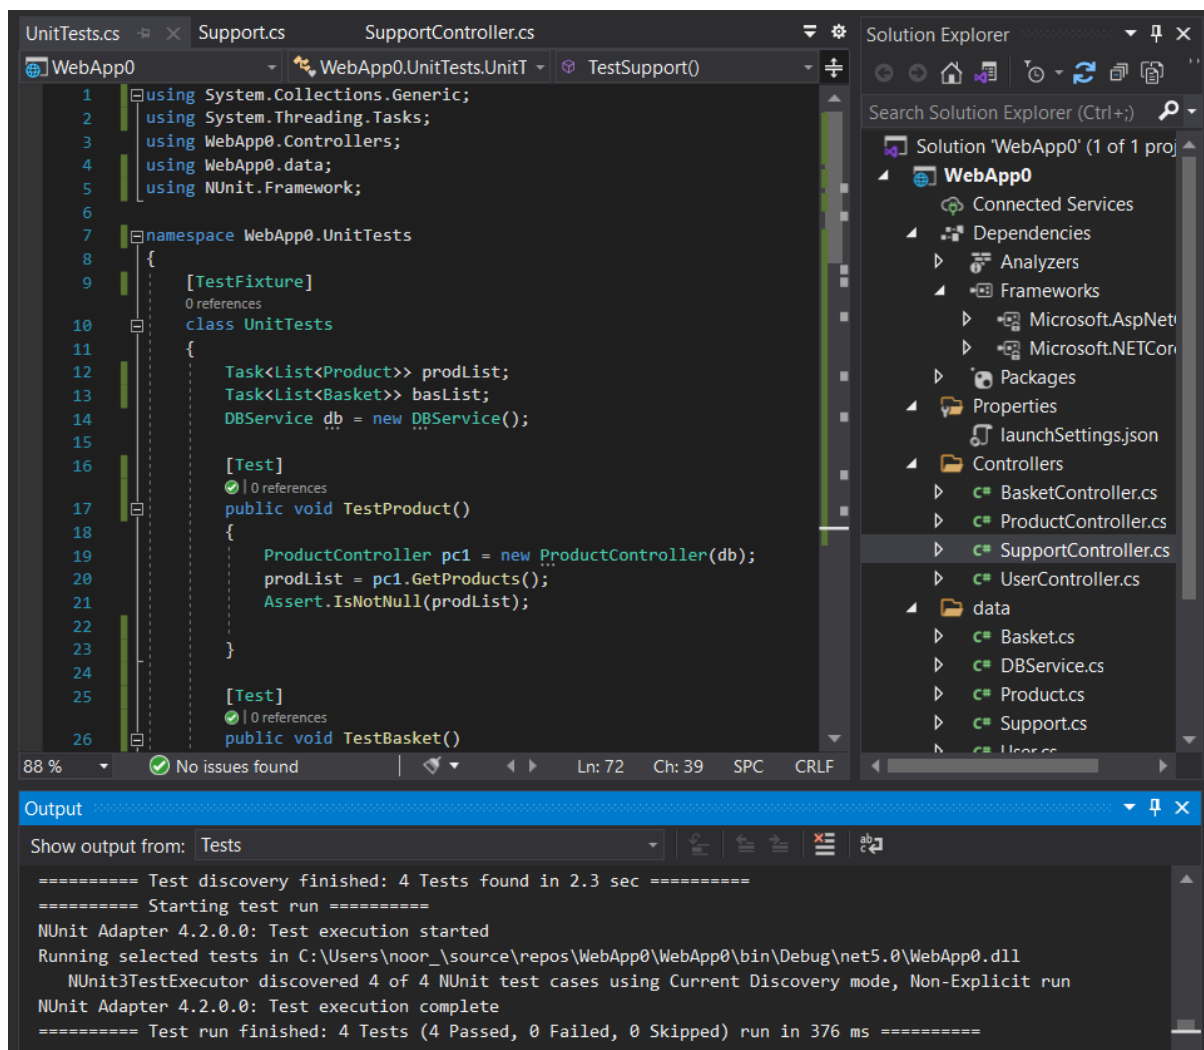 UnitTests.cs Support.cs SupportController.cs
WebApp0 WebApp0.UnitTests.UnitT TestSupport()
1 using System.Collections.Generic;
2 using System.Threading.Tasks;
3 using WebApp0.Controllers;
4 using WebApp0.data;
5 using NUnit.Framework;
6
7 namespace WebApp0.UnitTests
8 {
9 [TestFixture]
0 references
10 class UnitTests
11 {
12 Task<List<Product>> prodList;
13 Task<List<Basket>> basList;
14 DBService db = new DBService();
15
16 [Test]
| 0 references
17 public void TestProduct()
18 {
19 ProductController pc1 = new ProductController(db);
20 prodList = pc1.GetProducts();
21 Assert.IsNotNull(prodList);
22
23 }
24
25 [Test]
| 0 references
26 public void TestBasket()
88 % No issues found Ln: 72 Ch: 39 SPC CRLF
Solution Explorer
Search Solution Explorer (Ctrl+;)
Solution 'WebApp0' (1 of 1 proj
WebApp0
Connected Services
Dependencies
Analyzers
Frameworks
Microsoft.AspNet
Microsoft.NETCor
Packages
Properties
launchSettings.json
Controllers
C# BasketController.cs
C# ProductController.cs
C# SupportController.cs
C# UserController.cs
data
C# Basket.cs
C# DBService.cs
C# Product.cs
C# Support.cs
C# User.cs
Output
Show output from: Tests
========== Test discovery finished: 4 Tests found in 2.3 sec ==========
========== Starting test run ==========
NUnit Adapter 4.2.0.0: Test execution started
Running selected tests in C:\Users\noor_\source\repos\WebApp0\WebApp0\bin\Debug\net5.0\WebApp0.dll
NUnit3TestExecutor discovered 4 of 4 NUnit test cases using Current Discovery mode, Non-Explicit run
NUnit Adapter 4.2.0.0: Test execution complete
========== Test run finished: 4 Tests (4 Passed, 0 Failed, 0 Skipped) run in 376 ms ==========